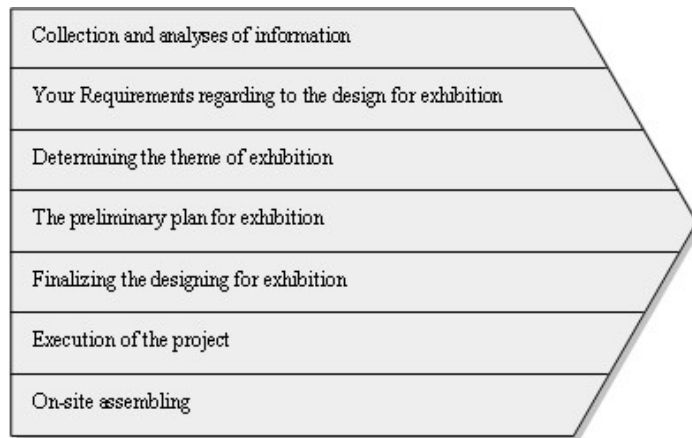 Collection and analyses of information
Your Requirements regarding to the design for exhibition
Determining the theme of exhibition
The preliminary plan for exhibition
Finalizing the designing for exhibition
Execution of the project
On-site assembling